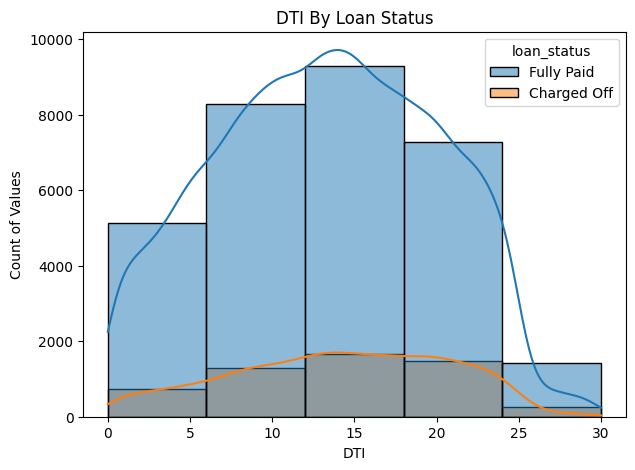 DTI By Loan Status
loan_status
Fully Paid
Charged Off
Count of Values
10000
8000
6000
4000
2000
0
0 5 10 15 20 25 30
DTI